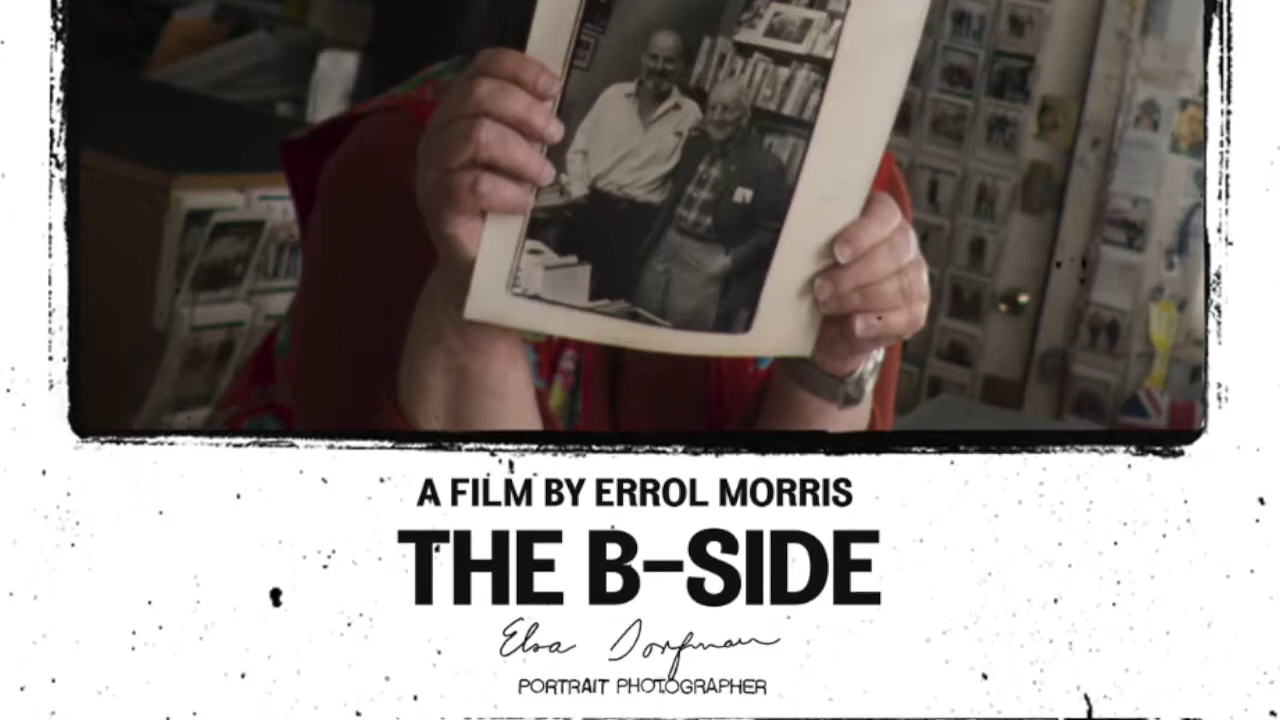 A FILM BY ERROL MORRIS
THE B-SIDE
Elsa Dorfman
PORTRAIT PHOTOGRAPHER